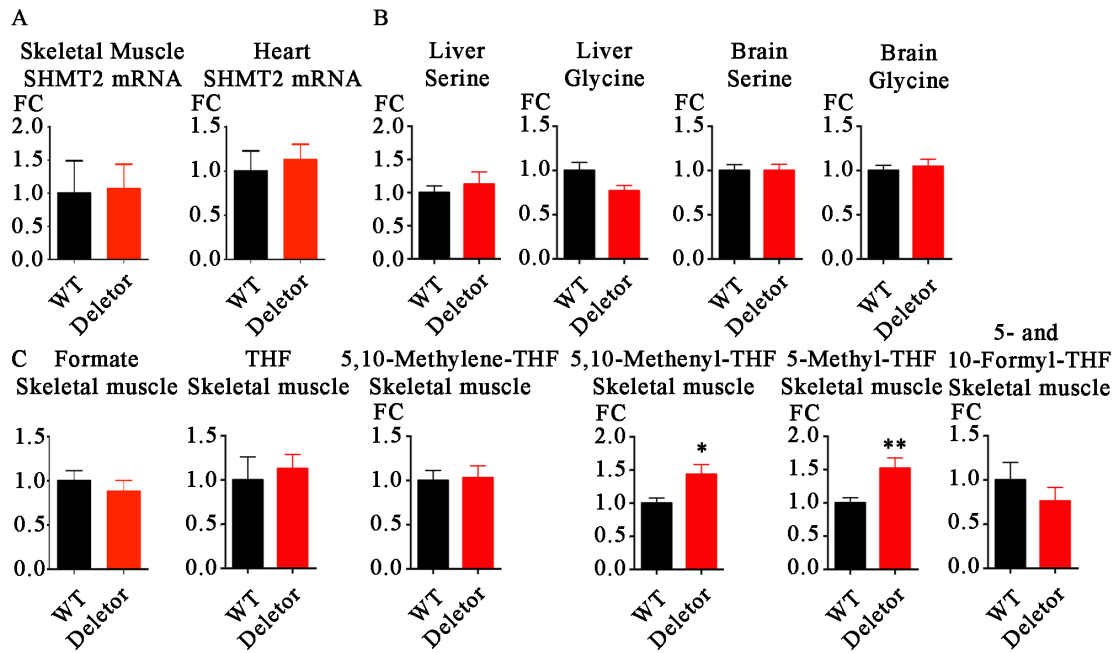 A
B
Skeletal Muscle
SHMT2 mRNA
Heart
SHMT2 mRNA
Liver
Serine
Liver
Glycine
Brain
Serine
Brain
Glycine
FC
2.0
1.5
1.0
0.5
0.0
WT
Deletor
FC
1.5
1.0
0.5
0.0
WT
Deletor
FC
2.0
1.5
1.0
0.5
0.0
WT
Deletor
FC
1.5
1.0
0.5
0.0
WT
Deletor
FC
1.5
1.0
0.5
0.0
WT
Deletor
FC
1.5
1.0
0.5
0.0
WT
Deletor
C
Formate
Skeletal muscle
1.5
1.0
0.5
0.0
WT
Deletor
THF
Skeletal muscle
1.5
1.0
0.5
0.0
WT
Deletor
5,10-Methylene-THF
Skeletal muscle
FC
1.5
1.0
0.5
0.0
WT
Deletor
5,10-Methenyl-THF
Skeletal muscle
FC
2.0
1.5
1.0
0.5
0.0
*
WT
Deletor
5-Methyl-THF
Skeletal muscle
FC
2.0
1.5
1.0
0.5
0.0
**
WT
Deletor
5- and
10-Formyl-THF
Skeletal muscle
FC
1.5
1.0
0.5
0.0
WT
Deletor